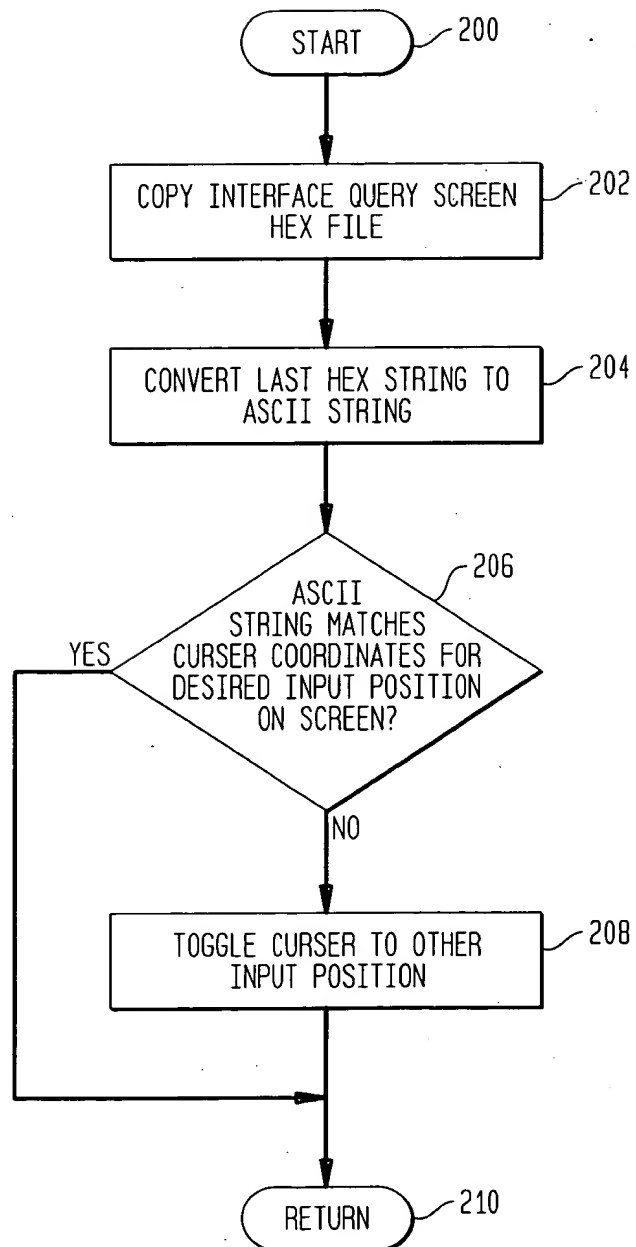 START
200
COPY INTERFACE QUERY SCREEN
HEX FILE
202
CONVERT LAST HEX STRING TO
ASCII STRING
204
206
ASCII
STRING MATCHES
CURSER COORDINATES FOR
DESIRED INPUT POSITION
ON SCREEN?
YES
NO
TOGGLE CURSER TO OTHER
INPUT POSITION
208
RETURN
210